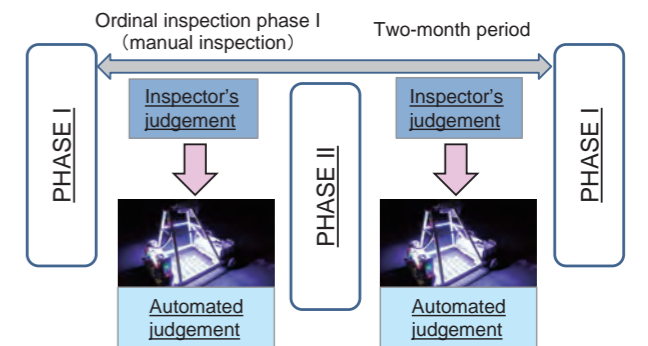 Ordinal inspection phase I
（manual inspection）
Two-month period
PHASE I
Inspector's
judgement
Automated
judgement
PHASE II
Inspector's
judgement
Automated
judgement
PHASE I